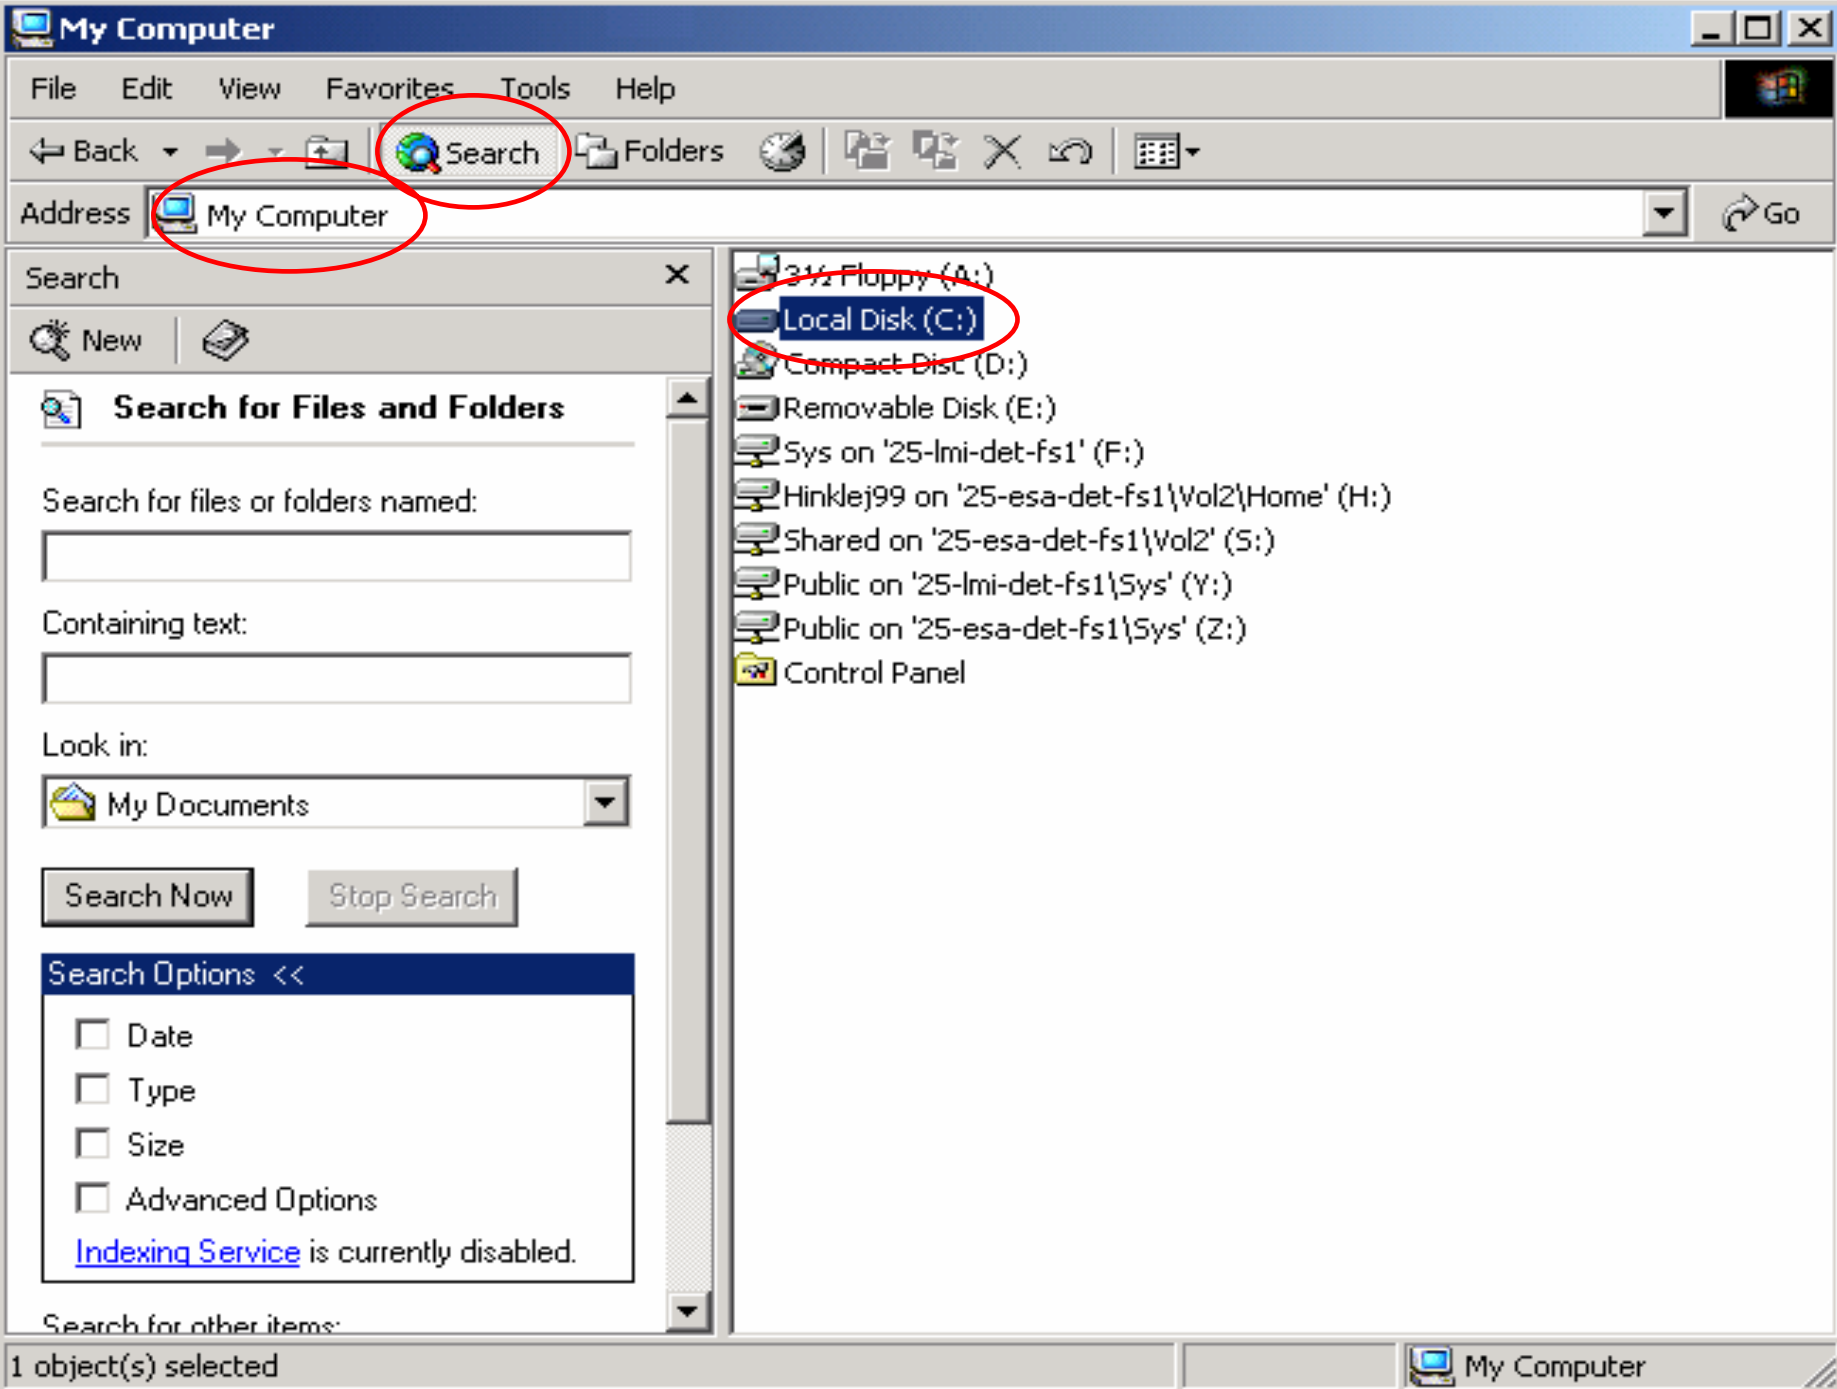 My Computer
File Edit View Favorites Tools Help
Back Search Folders
Address My Computer Go
Search
New
Search for Files and Folders
Search for files or folders named:
Containing text:
Look in:
My Documents
Search Now Stop Search
Search Options <<
Date
Type
Size
Advanced Options
Indexing Service is currently disabled.
Search for other items:
3½ Floppy (A:)
Local Disk (C:)
Compact Disc (D:)
Removable Disk (E:)
Sys on '25-lmi-det-fs1' (F:)
Hinklej99 on '25-esa-det-fs1\Vol2\Home' (H:)
Shared on '25-esa-det-fs1\Vol2' (S:)
Public on '25-lmi-det-fs1\Sys' (Y:)
Public on '25-esa-det-fs1\Sys' (Z:)
Control Panel
1 object(s) selected My Computer